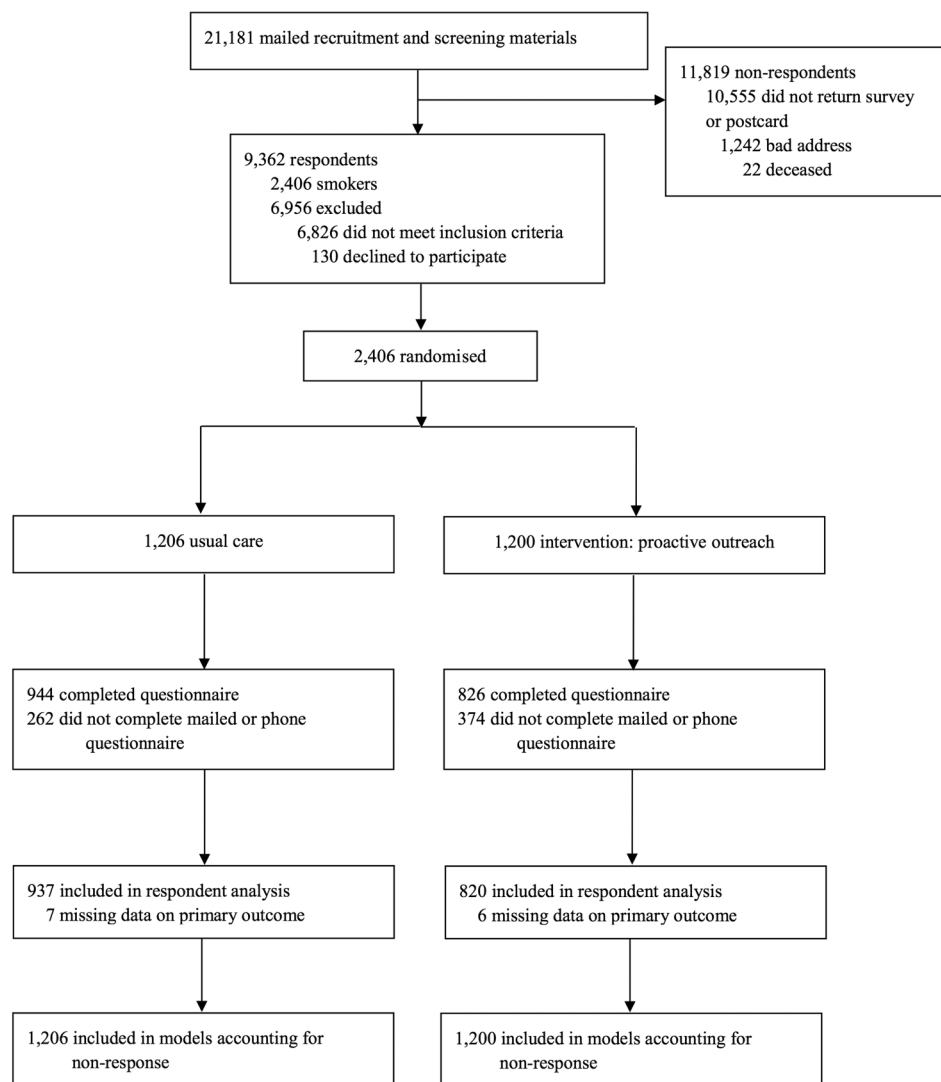 21,181 mailed recruitment and screening materials
11,819 non-respondents
10,555 did not return survey
or postcard
1,242 bad address
22 deceased
9,362 respondents
2,406 smokers
6,956 excluded
6,826 did not meet inclusion criteria
130 declined to participate
2,406 randomised
1,206 usual care
1,200 intervention: proactive outreach
944 completed questionnaire
262 did not complete mailed or phone
questionnaire
826 completed questionnaire
374 did not complete mailed or phone
questionnaire
937 included in respondent analysis
7 missing data on primary outcome
820 included in respondent analysis
6 missing data on primary outcome
1,206 included in models accounting for
non-response
1,200 included in models accounting for
non-response